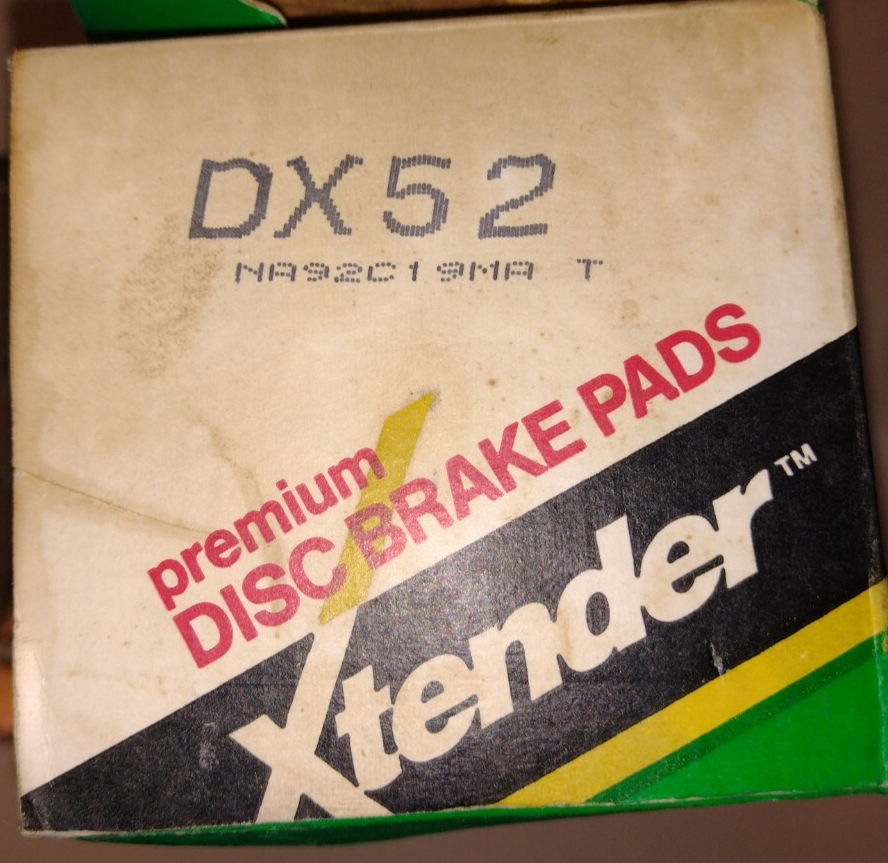 DX52
NA92C19MA T
premium
DISC BRAKE PADS
Xtender™